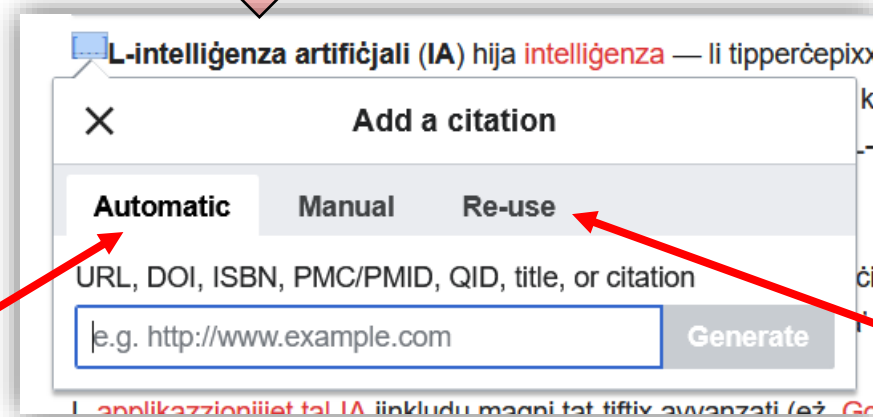 L-intelliġenza artifiċjali (IA) hija intelliġenza — li tipperċepixx
Add a citation
Automatic Manual Re-use
URL, DOI, ISBN, PMC/PMID, QID, title, or citation
e.g. http://www.example.com Generate
applikazzjonijiet tal-IA jinkludu magni tat-tiftix avvanzati (eż.